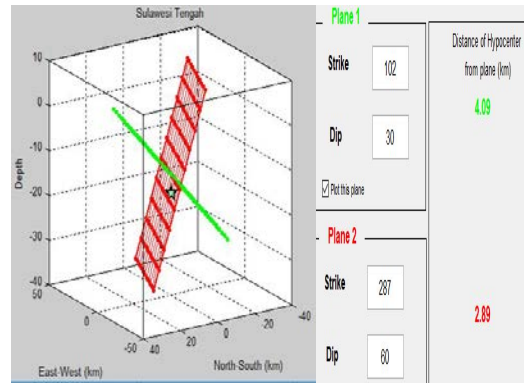 Sulawesi Tengah
10
0
-10
-20
-30
-40
Depth
50
0
-50
East-West (km)
40
20
0
-20
-40
North-South (km)
Plane 1
Strike 102
Dip 30
Plot this plane
Plane 2
Strike 287
Dip 60
Distance of Hypocenter
from plane (km)
4.09
2.89